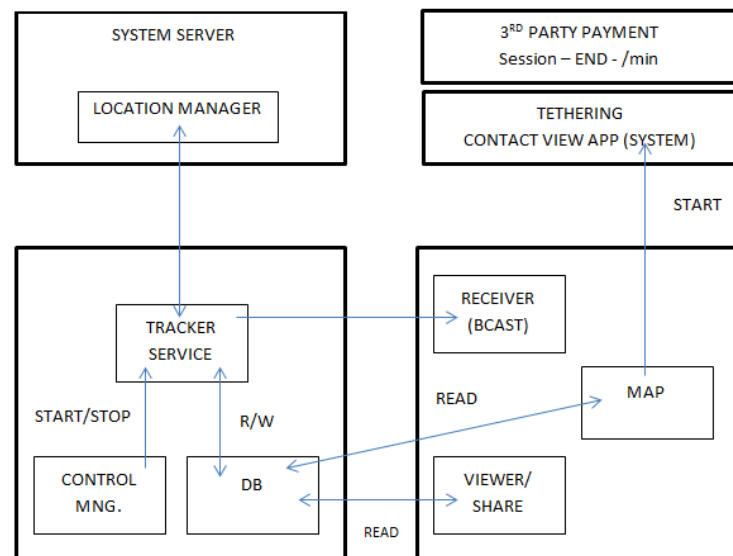 SYSTEM SERVER
LOCATION MANAGER
3RD PARTY PAYMENT
Session – END - /min
TETHERING
CONTACT VIEW APP (SYSTEM)
START
TRACKER
SERVICE
RECEIVER
(BCAST)
START/STOP
R/W
READ
MAP
CONTROL
MNG.
DB
VIEWER/
SHARE
READ